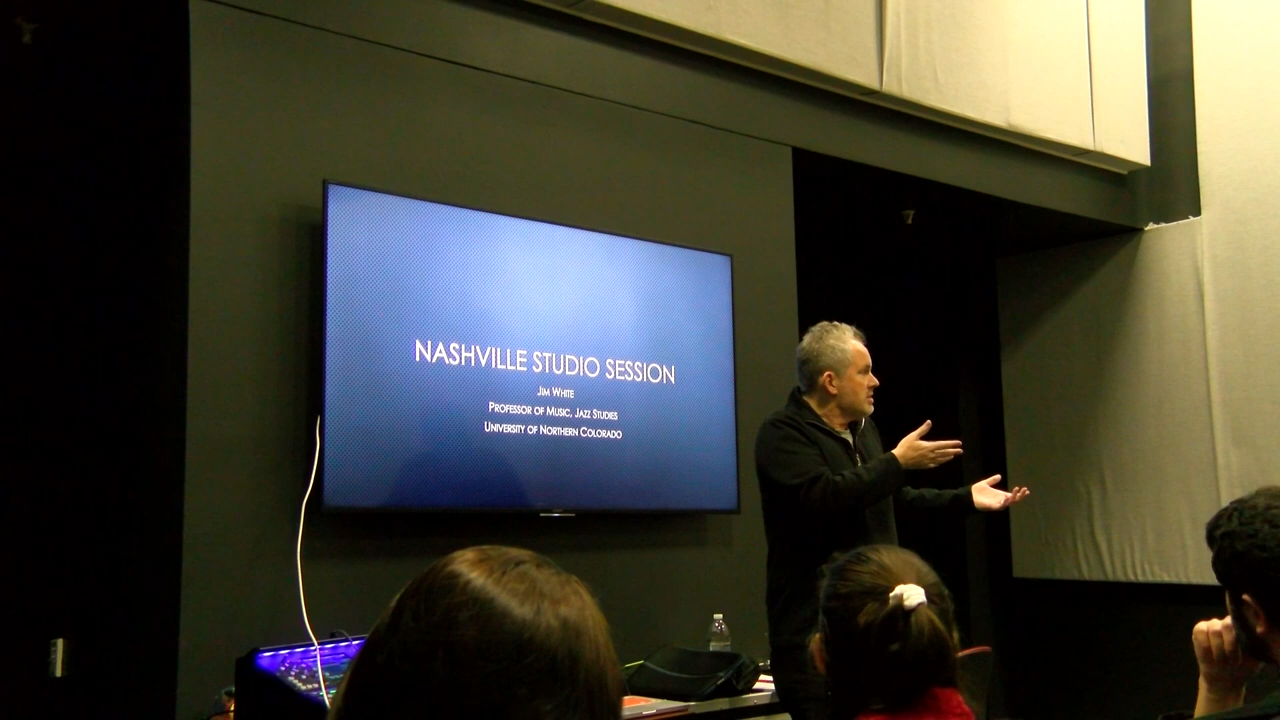 NASHVILLE STUDIO SESSION
JIM WHITE
PROFESSOR OF MUSIC, JAZZ STUDIES
UNIVERSITY OF NORTHERN COLORADO